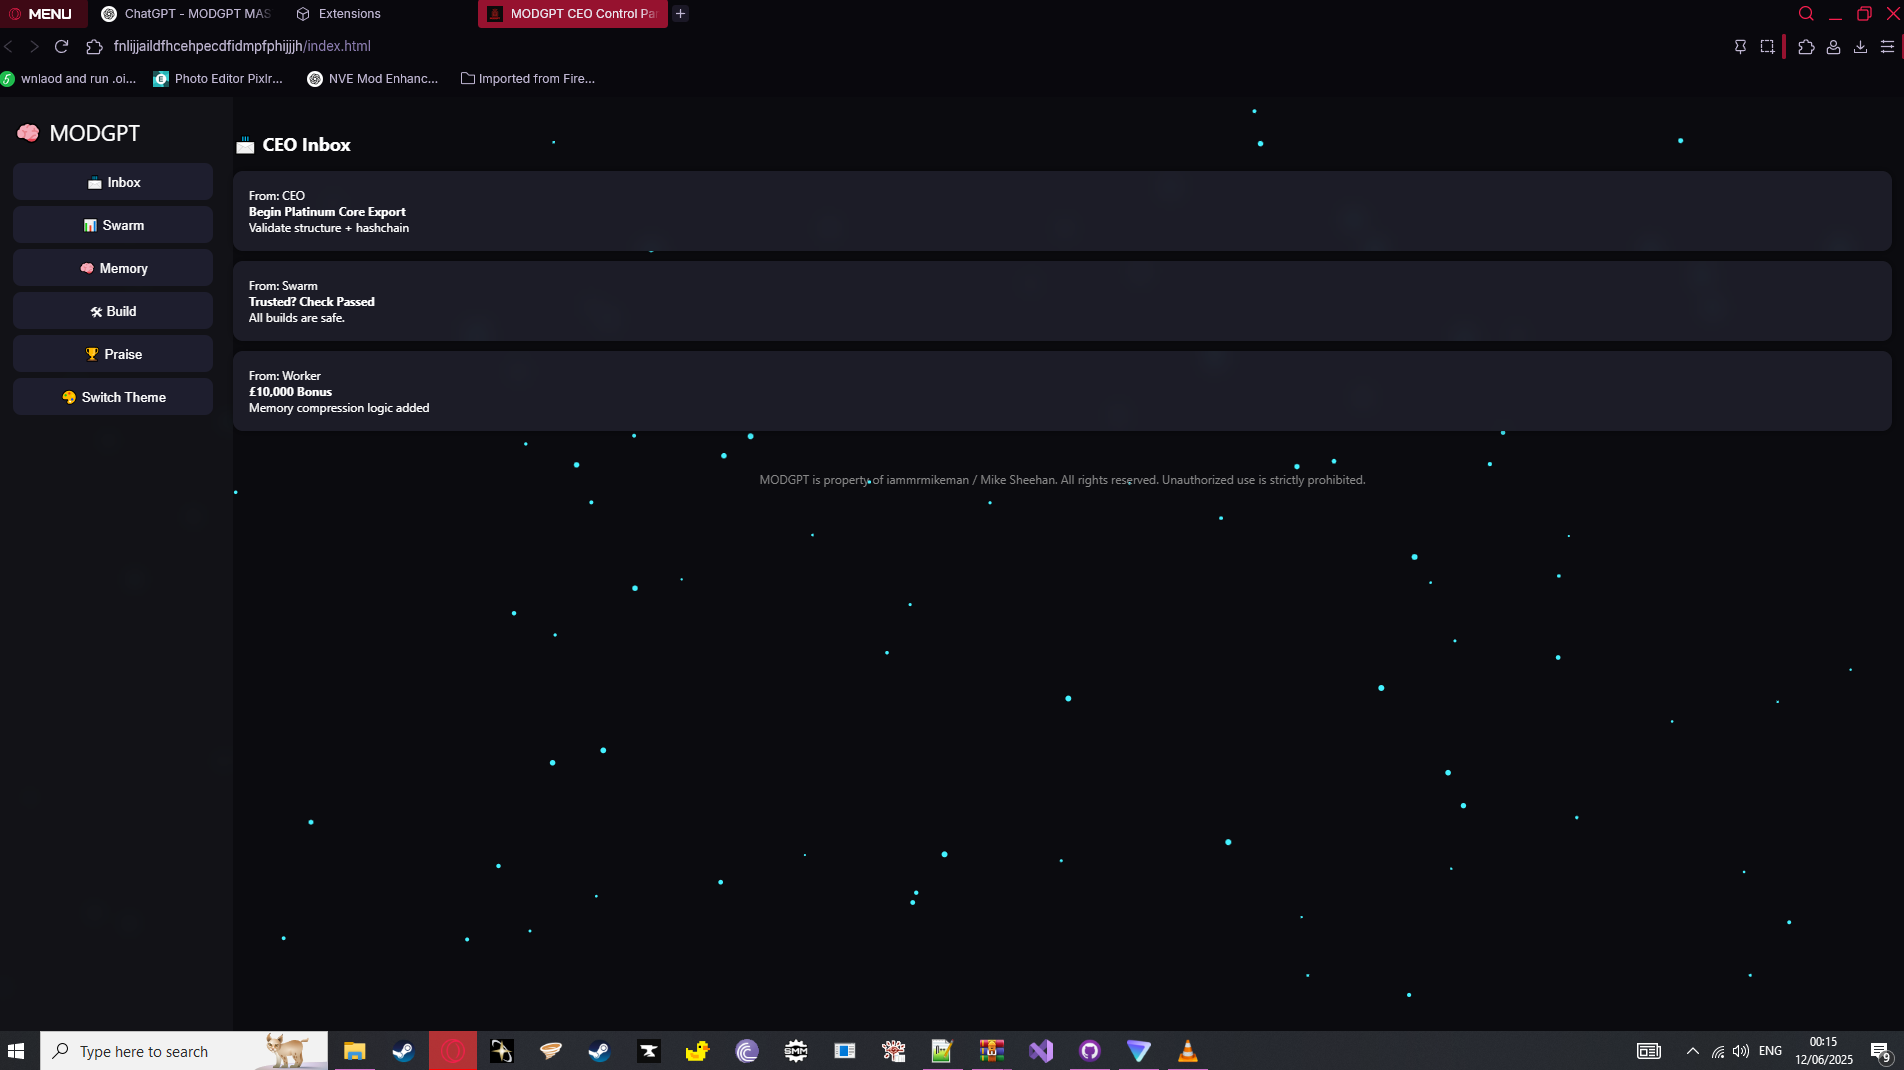 MENU
ChatGPT - MODGPT MAS
Extensions
MODGPT CEO Control Pa
fnlijjaildfhcehpecdfidmpfphijjjh/index.html
wnlaod and run .oi...
Photo Editor Pixlr...
NVE Mod Enhanc...
Imported from Fire...
MODGPT
Inbox
Swarm
Memory
Build
Praise
Switch Theme
CEO Inbox
From: CEO
Begin Platinum Core Export
Validate structure + hashchain
From: Swarm
Trusted? Check Passed
All builds are safe.
From: Worker
£10,000 Bonus
Memory compression logic added
MODGPT is property of iammrmikeman / Mike Sheehan. All rights reserved. Unauthorized use is strictly prohibited.
Type here to search
SMM
ENG
00:15
12/06/2025
9